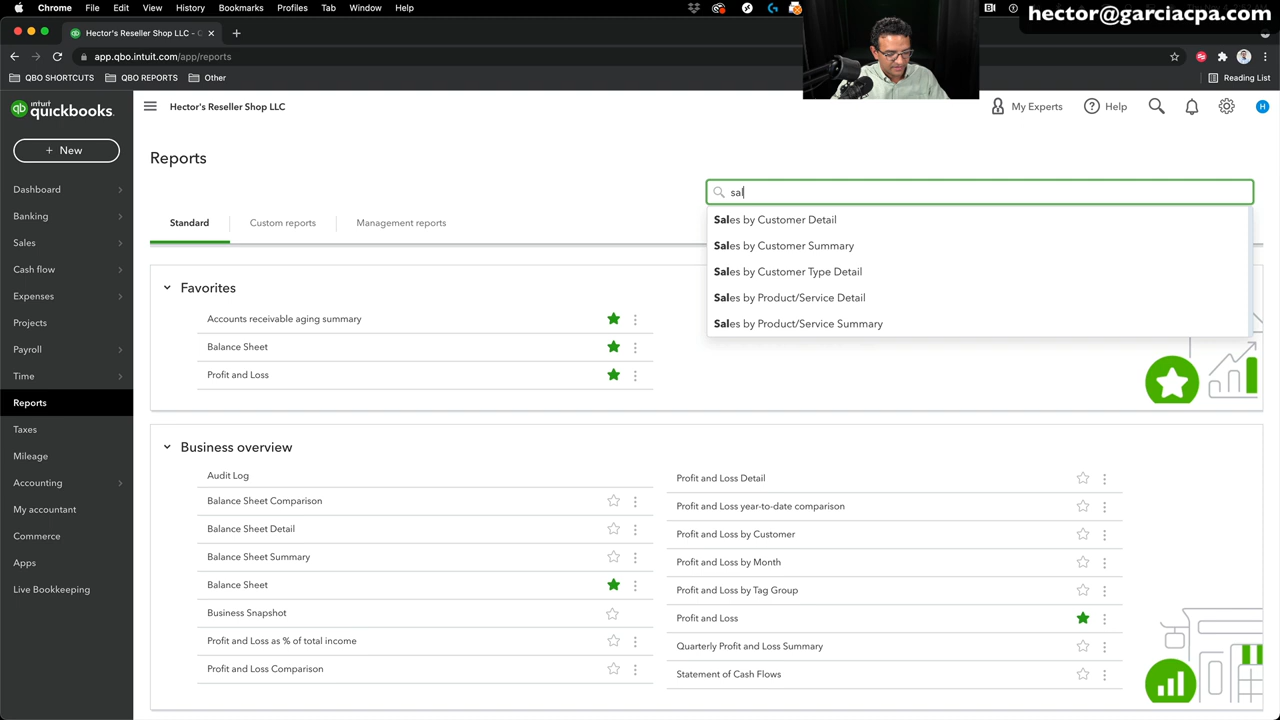 Chrome File Edit View History Bookmarks Profiles Tab Window Help
hector@garciacpa.com
Hector's Reseller Shop LLC - C
app.qbo.intuit.com/app/reports
QBO SHORTCUTS QBO REPORTS Other
Reading List
intuit quickbooks.
Hector's Reseller Shop LLC
My Experts Help H
+ New
Dashboard
Banking
Sales
Cash flow
Expenses
Projects
Payroll
Time
Reports
Taxes
Mileage
Accounting
My accountant
Commerce
Apps
Live Bookkeeping
Reports
sal
Sales by Customer Detail
Sales by Customer Summary
Sales by Customer Type Detail
Sales by Product/Service Detail
Sales by Product/Service Summary
Standard Custom reports Management reports
Favorites
Accounts receivable aging summary
Balance Sheet
Profit and Loss
Business overview
Audit Log
Balance Sheet Comparison
Balance Sheet Detail
Balance Sheet Summary
Balance Sheet
Business Snapshot
Profit and Loss as % of total income
Profit and Loss Comparison
Profit and Loss Detail
Profit and Loss year-to-date comparison
Profit and Loss by Customer
Profit and Loss by Month
Profit and Loss by Tag Group
Profit and Loss
Quarterly Profit and Loss Summary
Statement of Cash Flows